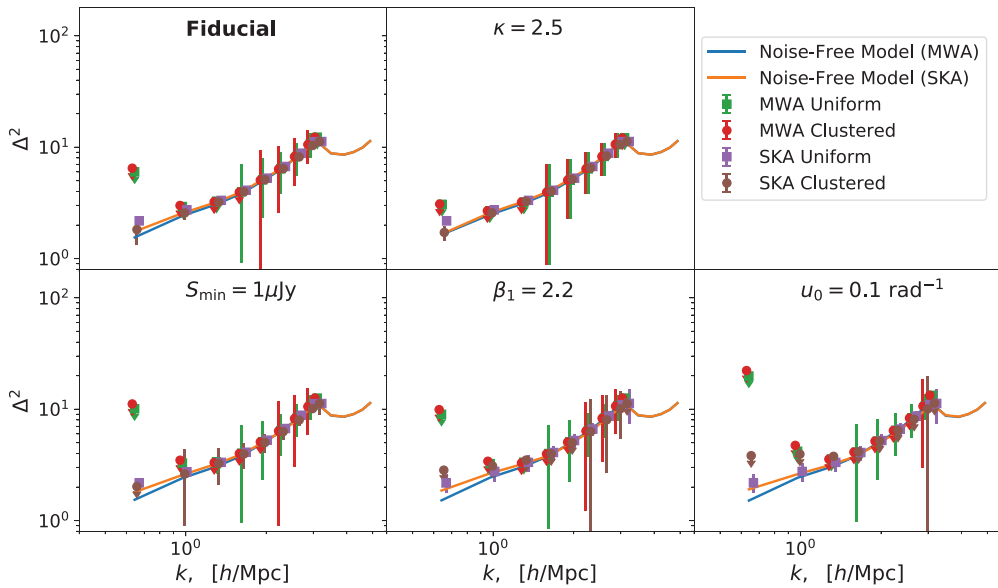 Fiducial
κ = 2.5
Noise-Free Model (MWA)
Noise-Free Model (SKA)
MWA Uniform
MWA Clustered
SKA Uniform
SKA Clustered
10²
10¹
10⁰
Δ²
S_min = 1μJy
β₁ = 2.2
u₀ = 0.1 rad⁻¹
10²
10¹
10⁰
Δ²
10⁰
10⁰
10⁰
k, [h/Mpc]
k, [h/Mpc]
k, [h/Mpc]